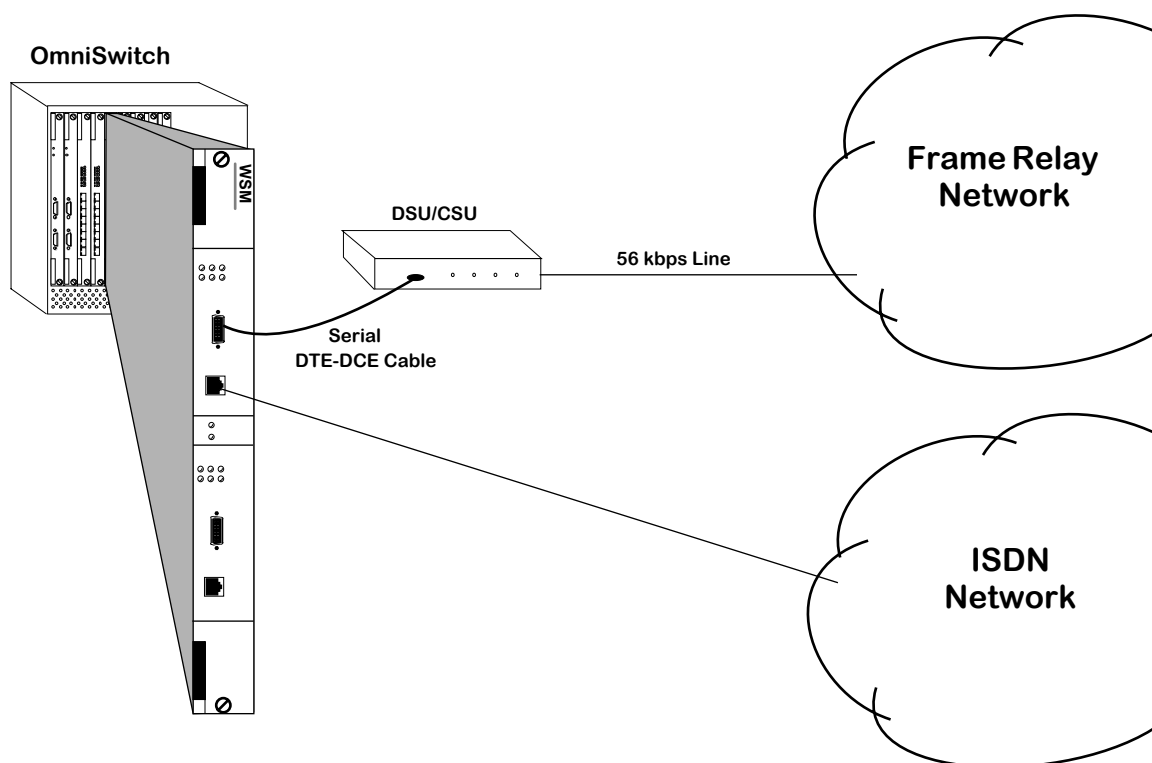 OmniSwitch
WSM
DSU/CSU
56 kbps Line
Serial
DTE-DCE Cable
Frame Relay
Network
ISDN
Network